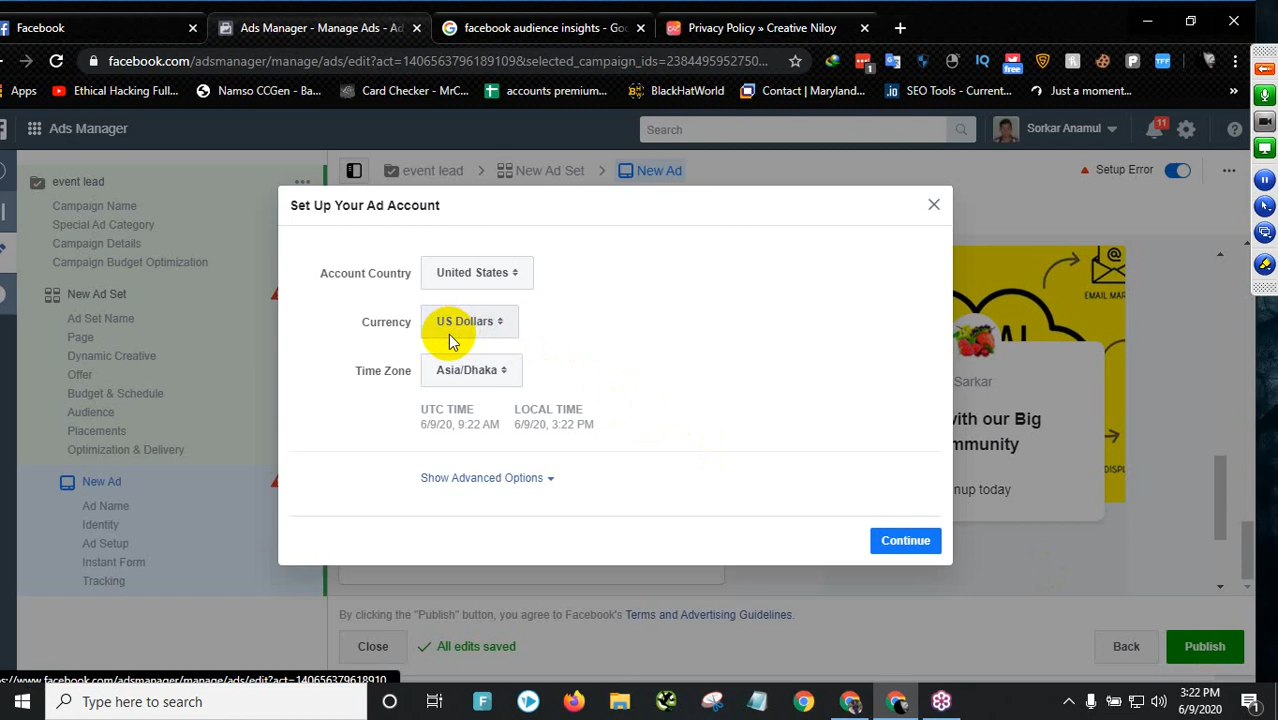 Facebook
Ads Manager - Manage Ads - Ad
facebook audience insights - Goo
Privacy Policy » Creative Niloy
facebook.com/adsmanager/manage/ads/edit?act=1406563796189109&selected_campaign_ids=2384495952750...
1
free
Apps
Ethical Hacking Full...
Namso CCGen - Ba...
Card Checker - MrC...
accounts premium...
BlackHatWorld
Contact | Maryland...
SEO Tools - Current...
Just a moment...
Ads Manager
Search
Sorkar Anamul
11
event lead
Campaign Name
Special Ad Category
Campaign Details
Campaign Budget Optimization
New Ad Set
Ad Set Name
Page
Dynamic Creative
Offer
Budget & Schedule
Audience
Placements
Optimization & Delivery
New Ad
Ad Name
Identity
Ad Setup
Instant Form
Tracking
event lead
New Ad Set
New Ad
Setup Error
Set Up Your Ad Account
Account Country
United States
Currency
US Dollars
Time Zone
Asia/Dhaka
UTC TIME
LOCAL TIME
6/9/20, 9:22 AM
6/9/20, 3:22 PM
Show Advanced Options
Continue
EMAIL MAR
AL
Sarkar
with our Big
mmunity
DISPL
nup today
By clicking the "Publish" button, you agree to Facebook's Terms and Advertising Guidelines.
Close
All edits saved
Back
Publish
s://www.facebook.com/adsmanager/manage/ads/edit?act=140656379618910
Type here to search
3:22 PM
6/9/2020